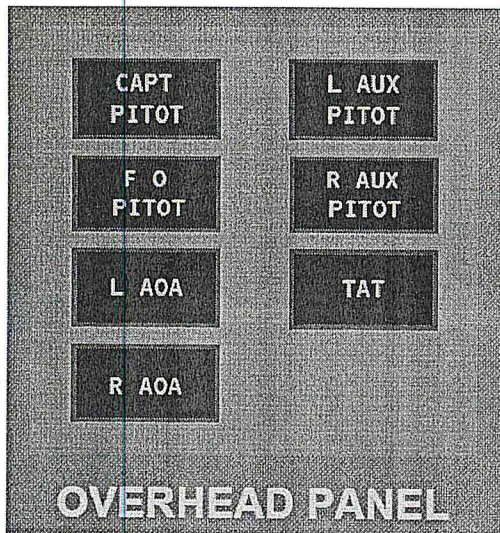 CAPT
PITOT
L AUX
PITOT
F O
PITOT
R AUX
PITOT
L AOA
TAT
R AOA
OVERHEAD PANEL